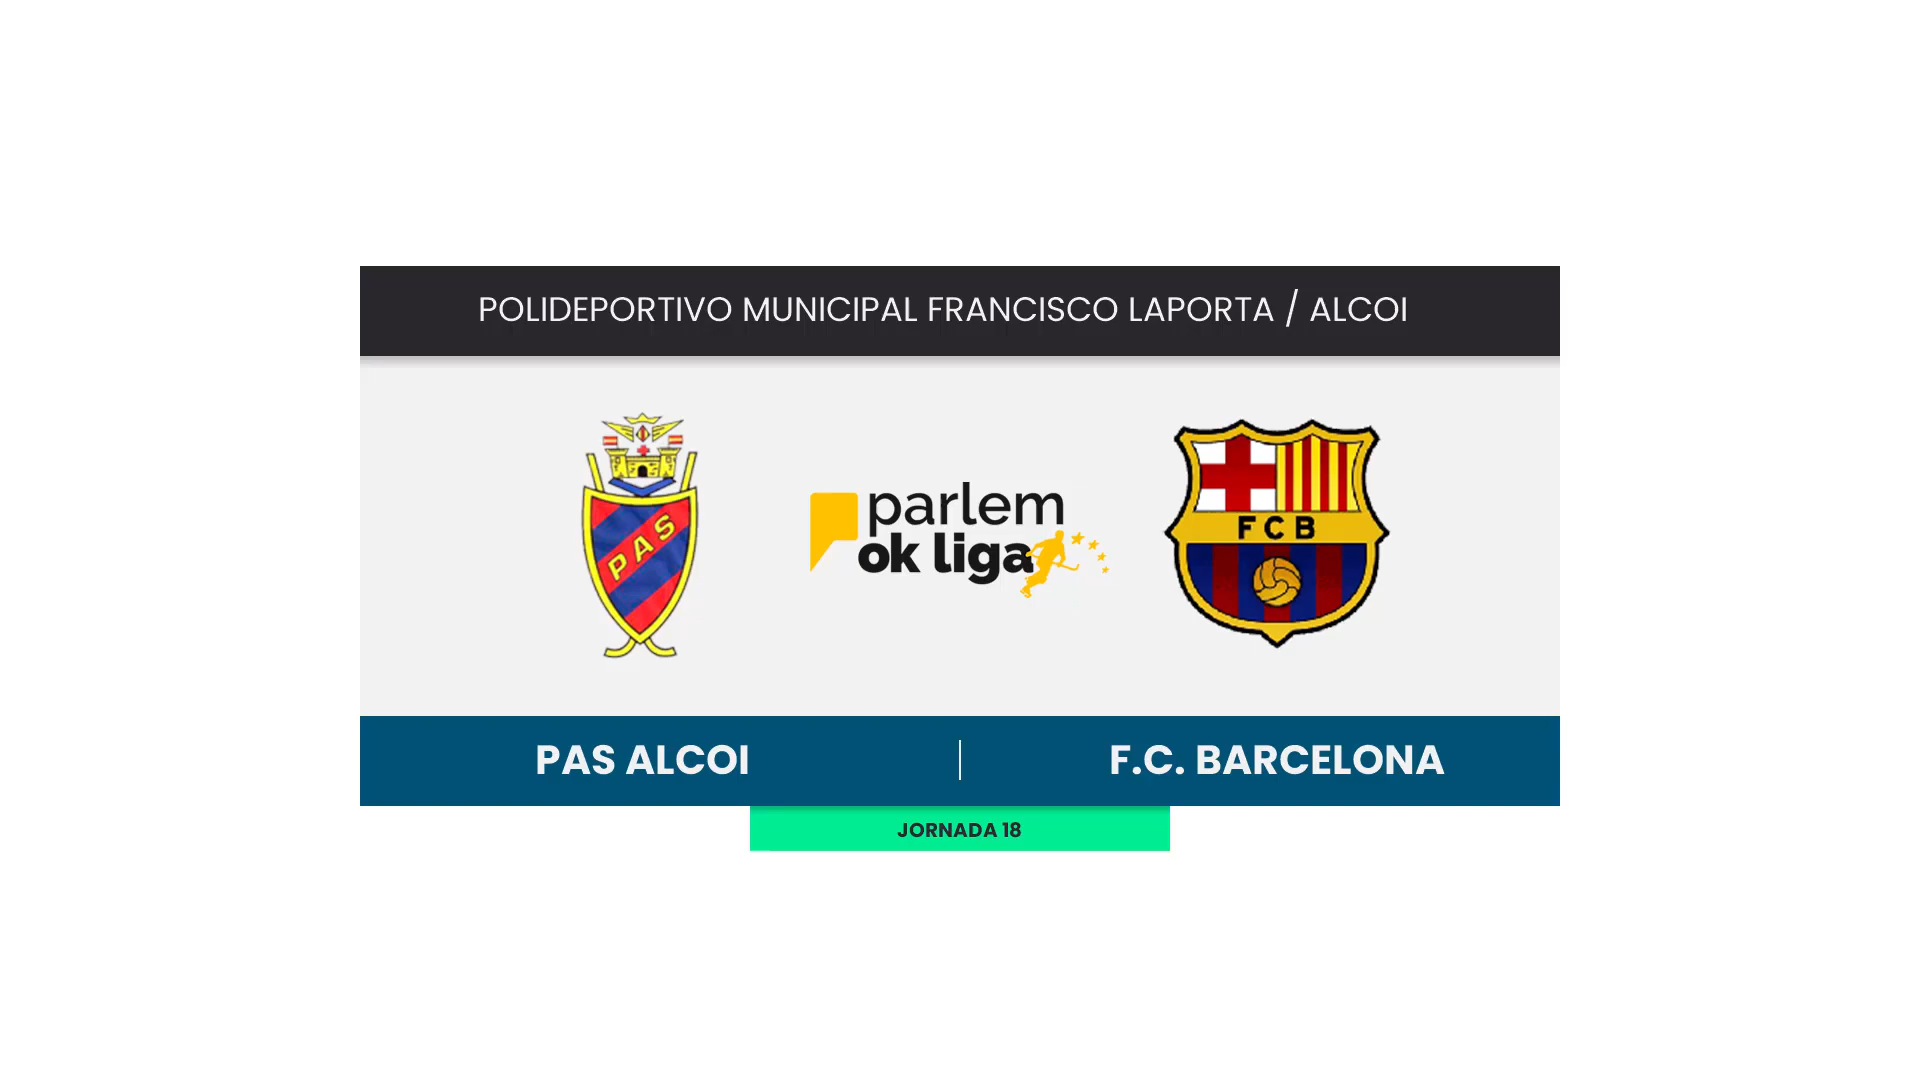 POLIDEPORTIVO MUNICIPAL FRANCISCO LAPORTA / ALCOI
PAS
parlem
ok liga
FCB
PAS ALCOI
F.C. BARCELONA
JORNADA 18